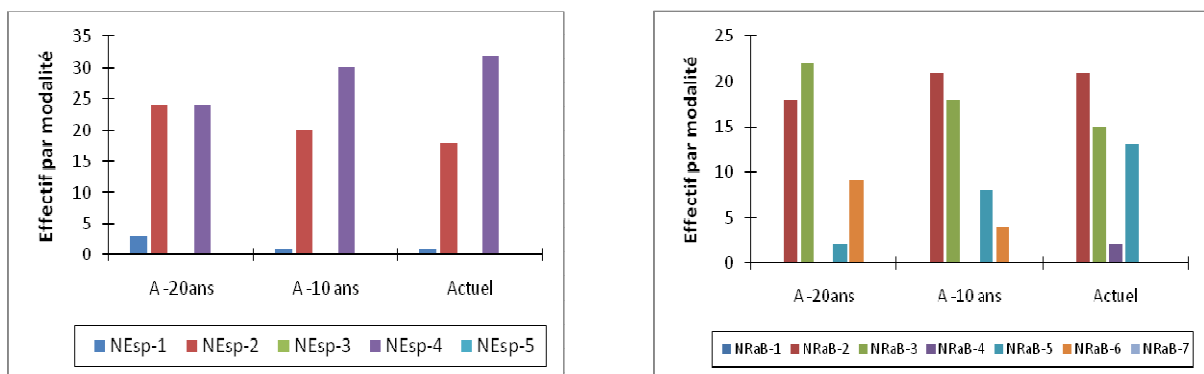 Effectif par modalité
35
30
25
20
15
10
5
0
A -20ans A -10 ans Actuel
NEsp-1 NEsp-2 NEsp-3 NEsp-4 NEsp-5
Effectif par modalité
25
20
15
10
5
0
A -20ans A -10 ans Actuel
NRaB-1 NRaB-2 NRaB-3 NRaB-4 NRaB-5 NRaB-6 NRaB-7